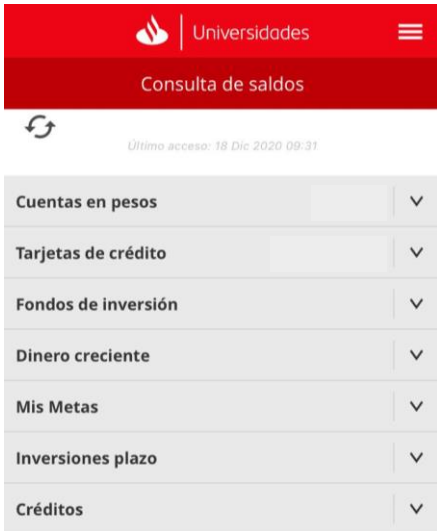 Universidades
Consulta de saldos
Último acceso: 18 Dic 2020 09:31
Cuentas en pesos
Tarjetas de crédito
Fondos de inversión
Dinero creciente
Mis Metas
Inversiones plazo
Créditos